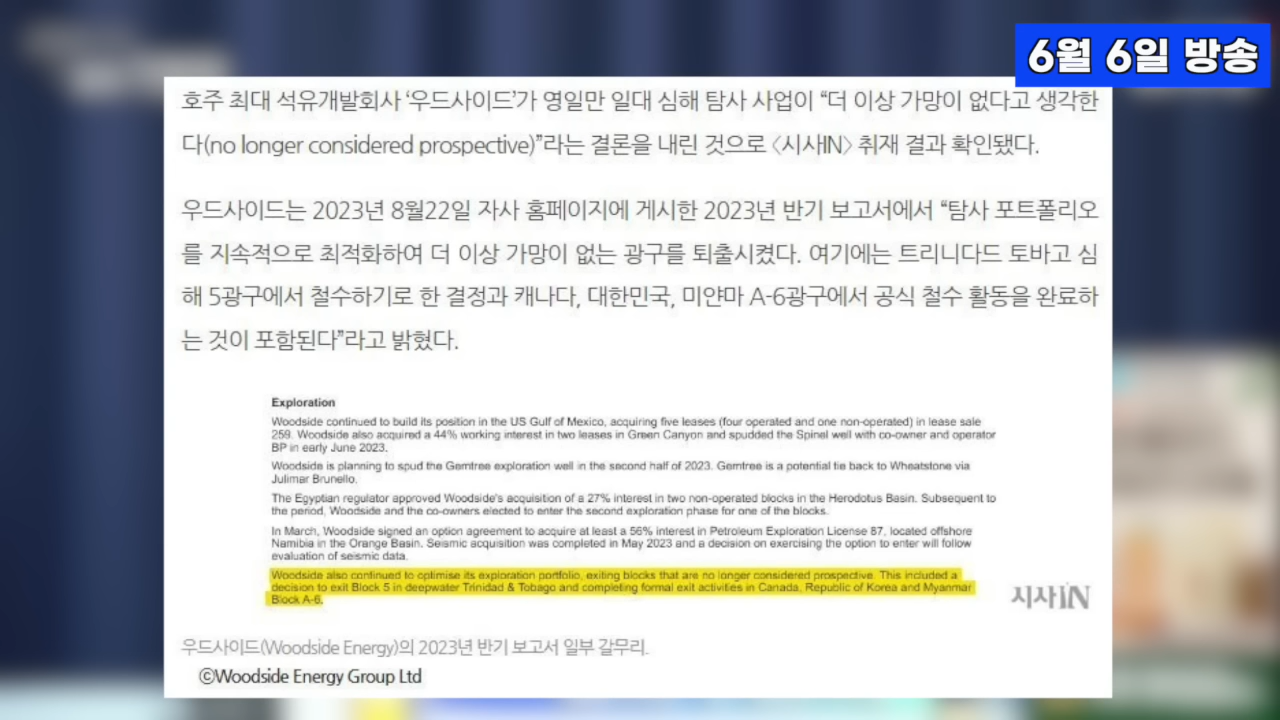 6월 6일 방송
호주 최대 석유개발회사 ‘우드사이드’가 영일만 일대 심해 탐사 사업이 “더 이상 가망이 없다고 생각한
다(no longer considered prospective)”라는 결론을 내린 것으로 〈시사IN〉 취재 결과 확인됐다.
우드사이드는 2023년 8월22일 자사 홈페이지에 게시한 2023년 반기 보고서에서 “탐사 포트폴리오
를 지속적으로 최적화하여 더 이상 가망이 없는 광구를 퇴출시켰다. 여기에는 트리니다드 토바고 심
해 5광구에서 철수하기로 한 결정과 캐나다, 대한민국, 미얀마 A-6광구에서 공식 철수 활동을 완료하
는 것이 포함된다”라고 밝혔다.
Exploration
Woodside continued to build its position in the US Gulf of Mexico, acquiring five leases (four operated and one non-operated) in lease sale
259. Woodside also acquired a 44% working interest in two leases in Green Canyon and spudded the Spinel well with co-owner and operator
BP in early June 2023.
Woodside is planning to spud the Gemtree exploration well in the second half of 2023. Gemtree is a potential tie back to Wheatstone via
Julimar Brunello.
The Egyptian regulator approved Woodside's acquisition of a 27% interest in two non-operated blocks in the Herodotus Basin. Subsequent to
the period, Woodside and the co-owners elected to enter the second exploration phase for one of the blocks.
In March, Woodside signed an option agreement to acquire at least a 56% interest in Petroleum Exploration License 87, located offshore
Namibia in the Orange Basin. Seismic acquisition was completed in May 2023 and a decision on exercising the option to enter will follow
evaluation of seismic data.
Woodside also continued to optimise its exploration portfolio, exiting blocks that are no longer considered prospective. This included a
decision to exit Block 5 in deepwater Trinidad & Tobago and completing formal exit activities in Canada, Republic of Korea and Myanmar
Block A-6.
시사IN
우드사이드(Woodside Energy)의 2023년 반기 보고서 일부 갈무리.
ⓒWoodside Energy Group Ltd